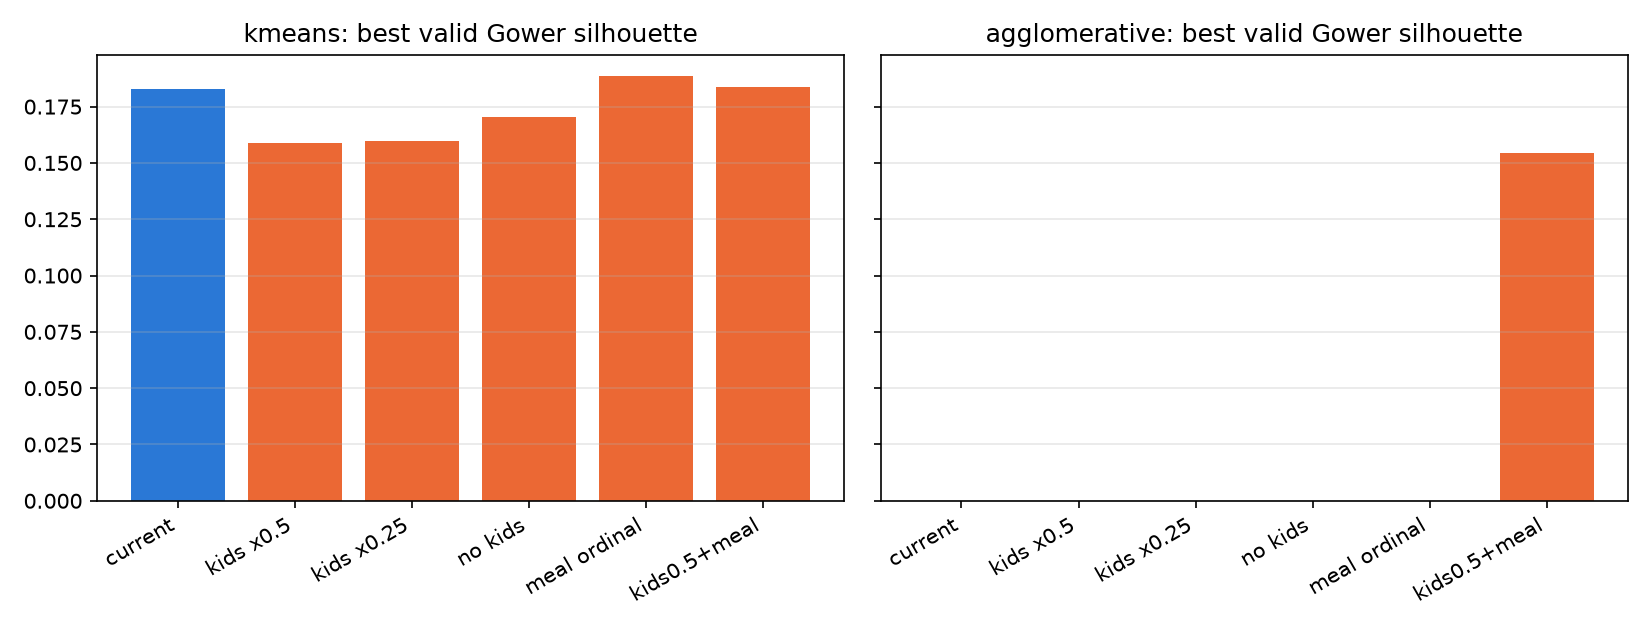 kmeans: best valid Gower silhouette
agglomerative: best valid Gower silhouette
0.175
0.150
0.125
0.100
0.075
0.050
0.025
0.000
current
kids x0.5
kids x0.25
no kids
meal ordinal
kids0.5+meal
current
kids x0.5
kids x0.25
no kids
meal ordinal
kids0.5+meal